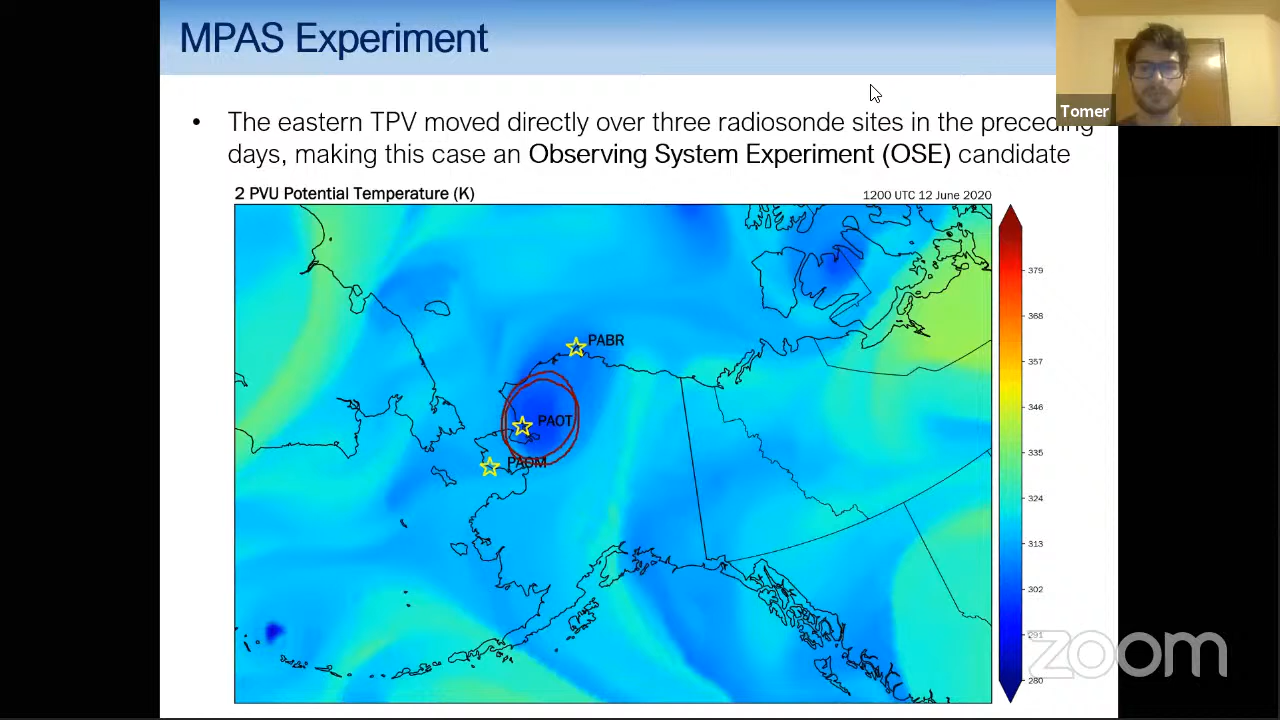 MPAS Experiment
Tomer
• The eastern TPV moved directly over three radiosonde sites in the preceding
days, making this case an Observing System Experiment (OSE) candidate
2 PVU Potential Temperature (K)
1200 UTC 12 June 2020
PABR
PAOT
PAOM
379
368
357
346
335
324
313
302
291
280
zoom